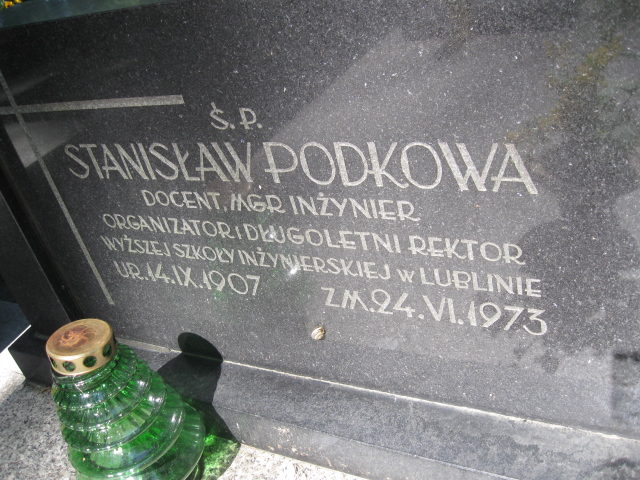 Ś.P.
STANISŁAW PODKOWA
DOCENT, MGR INŻYNIER
ORGANIZATOR I DŁUGOLETNI REKTOR
WYŻSZEJ SZKOŁY INŻYNIERSKIEJ W LUBLINIE
UR.14.IX.1907 ZM.24.VI.1973